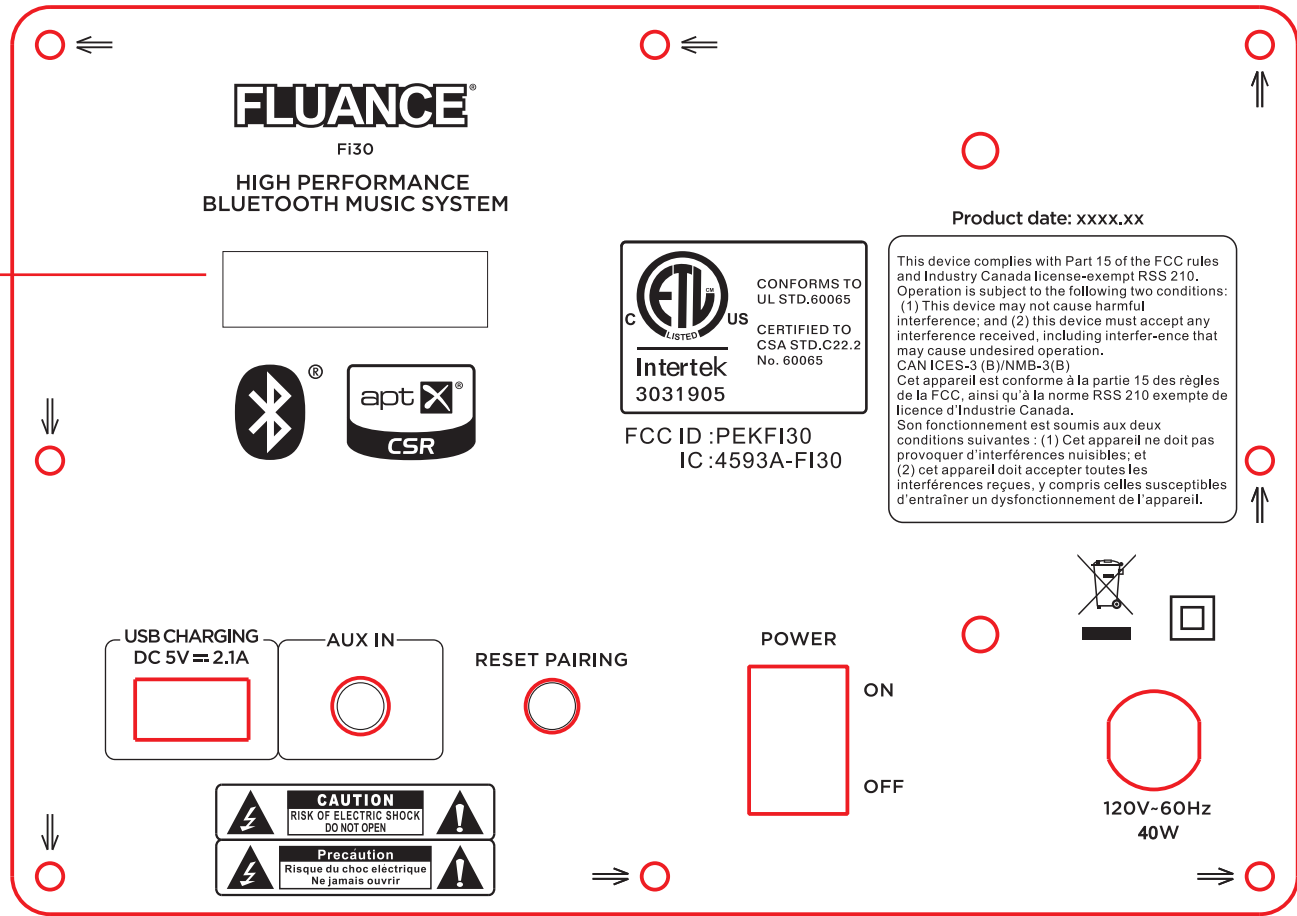 FLUANCE®
Fi30
HIGH PERFORMANCE
BLUETOOTH MUSIC SYSTEM
®
apt X®
CSR
ETL CM
LISTED
C US
Intertek
3031905
CONFORMS TO
UL STD.60065
CERTIFIED TO
CSA STD.C22.2
No. 60065
FCC ID :PEKFI30
IC :4593A-FI30
Product date: xxxx.xx
This device complies with Part 15 of the FCC rules
and Industry Canada license-exempt RSS 210.
Operation is subject to the following two conditions:
(1) This device may not cause harmful
interference; and (2) this device must accept any
interference received, including interfer-ence that
may cause undesired operation.
CAN ICES-3 (B)/NMB-3(B)
Cet appareil est conforme à la partie 15 des règles
de la FCC, ainsi qu'à la norme RSS 210 exempte de
licence d'Industrie Canada.
Son fonctionnement est soumis aux deux
conditions suivantes : (1) Cet appareil ne doit pas
provoquer d'interférences nuisibles; et
(2) cet appareil doit accepter toutes les
interférences reçues, y compris celles susceptibles
d'entraîner un dysfonctionnement de l'appareil.
USB CHARGING
DC 5V⎓2.1A
AUX IN
RESET PAIRING
POWER
ON
OFF
120V~60Hz
40W
CAUTION
RISK OF ELECTRIC SHOCK
DO NOT OPEN
Precáution
Risque du choc eléctrique
Ne jamais ouvrir